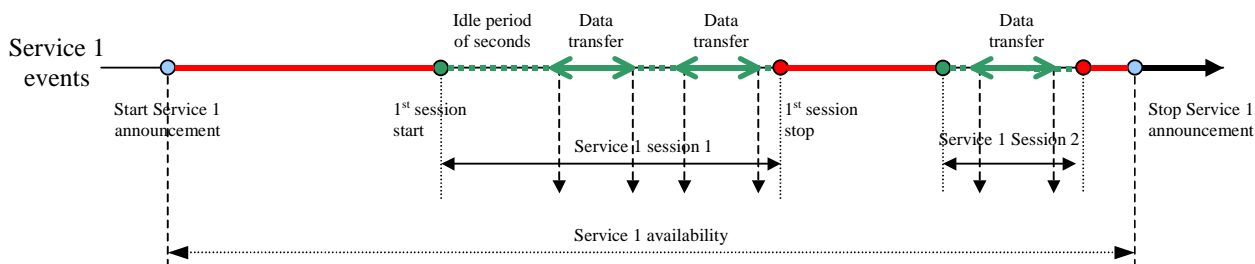 Idle period
of seconds
Data
transfer
Data
transfer
Data
transfer
Service 1
events
Start Service 1
announcement
1st session
start
1st session
stop
Stop Service 1
announcement
Service 1 session 1
Service 1 Session 2
Service 1 availability